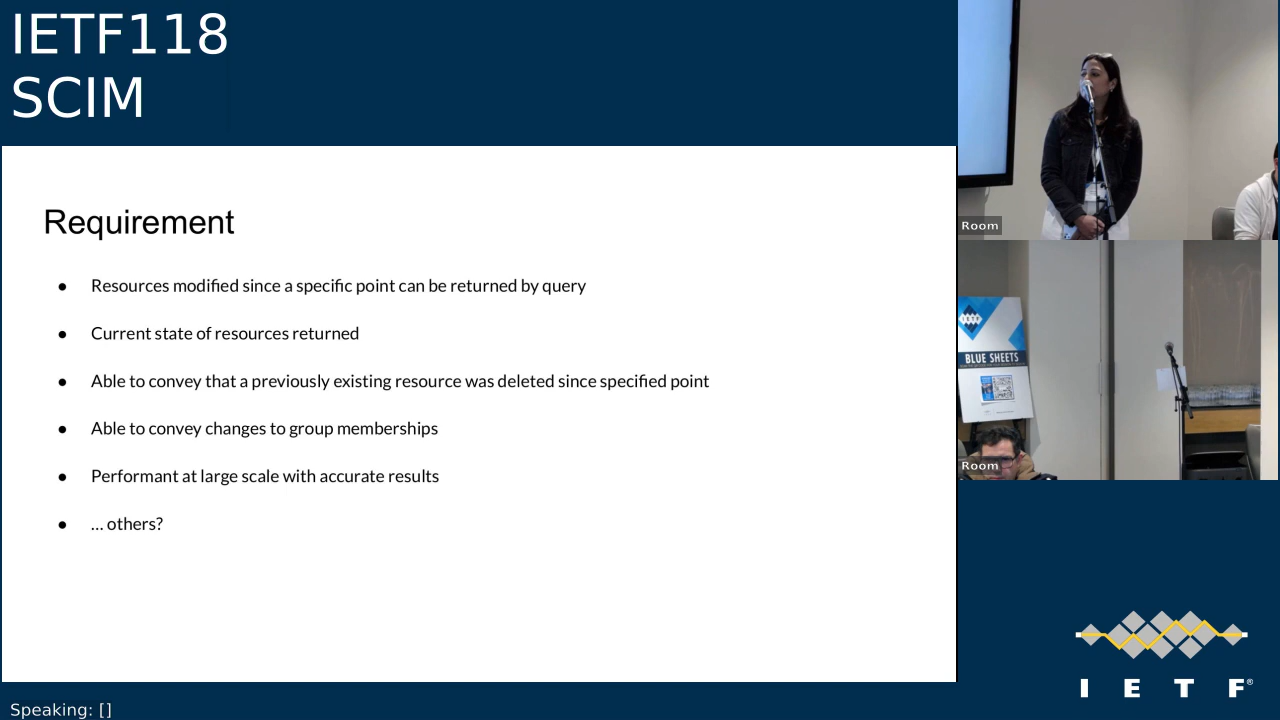 IETF118
SCIM
Requirement
● Resources modified since a specific point can be returned by query
● Current state of resources returned
● Able to convey that a previously existing resource was deleted since specified point
● Able to convey changes to group memberships
● Performant at large scale with accurate results
● ... others?
Room
IETF
BLUE SHEETS
Room
I E T F®
Speaking: []